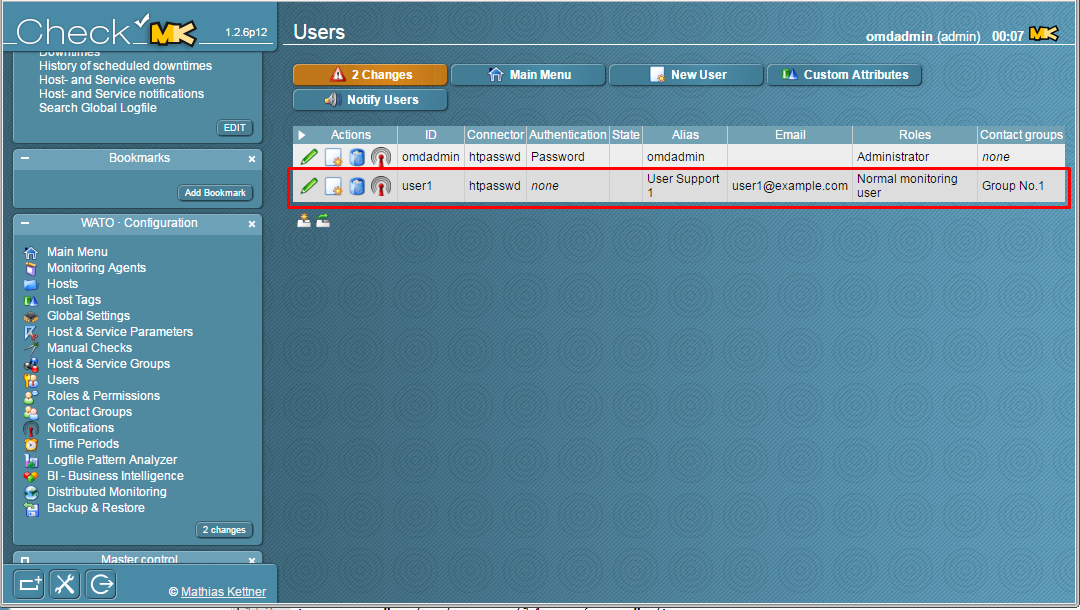 Check MK 1.2.6p12
Downtimes
History of scheduled downtimes
Host- and Service events
Host- and Service notifications
Search Global Logfile
EDIT
Bookmarks
Add Bookmark
WATO · Configuration
Main Menu
Monitoring Agents
Hosts
Host Tags
Global Settings
Host & Service Parameters
Manual Checks
Host & Service Groups
Users
Roles & Permissions
Contact Groups
Notifications
Time Periods
Logfile Pattern Analyzer
BI - Business Intelligence
Distributed Monitoring
Backup & Restore
2 changes
Master control
© Mathias Kettner
Users
omdadmin (admin) 00:07 MK
2 Changes Main Menu New User Custom Attributes
Notify Users
Actions ID Connector Authentication State Alias Email Roles Contact groups
omdadmin htpasswd Password omdadmin Administrator none
user1 htpasswd none User Support 1 user1@example.com Normal monitoring user Group No.1